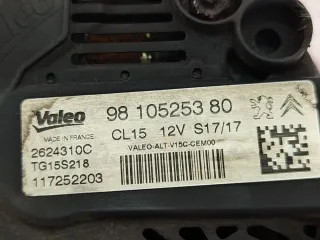 Valeo
98 105253 80
MADE IN FRANCE
CL15 12V S17/17
2624310C
VALEO-ALT-V15C-CEM00
TG15S218
117252203